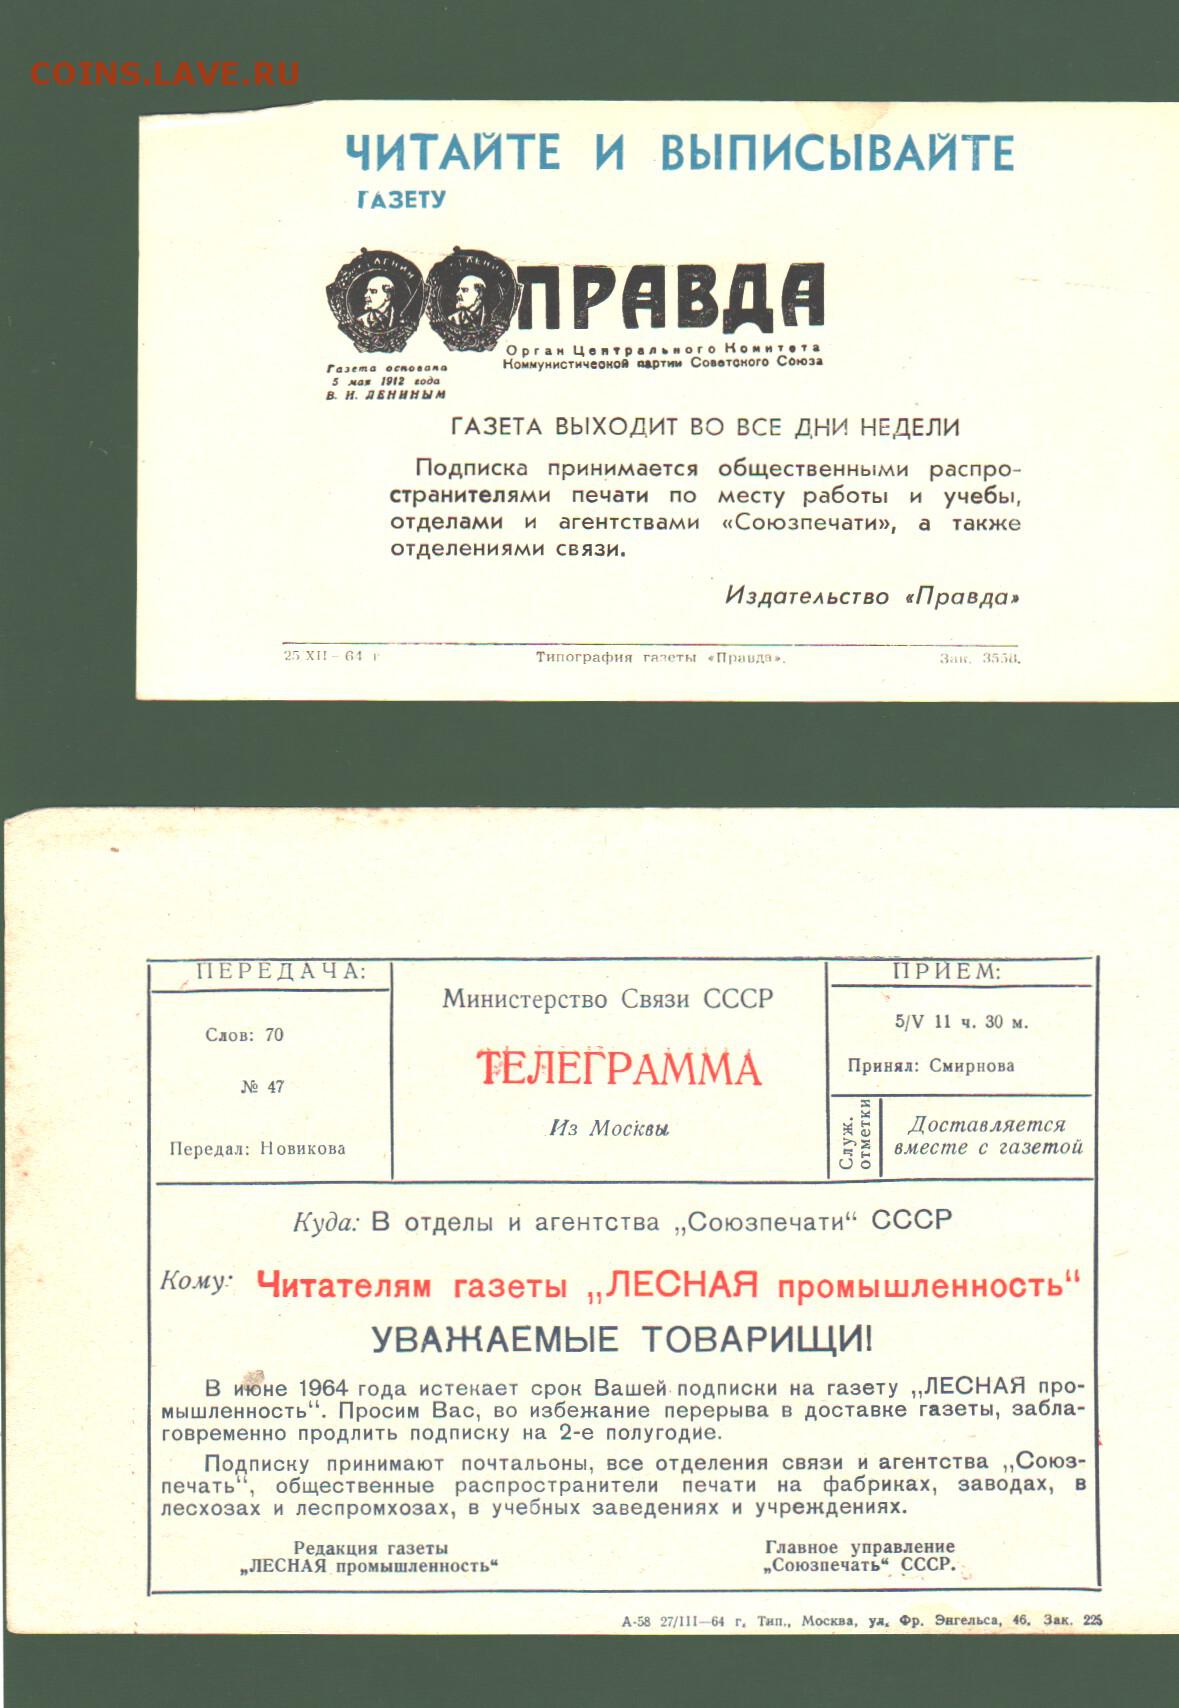 COINS.LAVE.RU
ЧИТАЙТЕ И ВЫПИСЫВАЙТЕ
ГАЗЕТУ
ЛЕНИН ЛЕНИН
ПРАВДА
Орган Центрального Комитета
Коммунистической партии Советского Союза
Газета основана
5 мая 1912 года
В. И. ЛЕНИНЫМ
ГАЗЕТА ВЫХОДИТ ВО ВСЕ ДНИ НЕДЕЛИ
Подписка принимается общественными распро-
странителями печати по месту работы и учебы,
отделами и агентствами «Союзпечати», а также
отделениями связи.
Издательство «Правда»
25 XII — 64 г Типография газеты «Правда». Зак. 3558.
ПЕРЕДАЧА:
Слов: 70
№ 47
Передал: Новикова
Министерство Связи СССР
ТЕЛЕГРАММА
Из Москвы
ПРИЕМ:
5/V 11 ч. 30 м.
Принял: Смирнова
Служ.
отметки
Доставляется
вместе с газетой
Куда: В отделы и агентства „Союзпечати“ СССР
Кому: Читателям газеты „ЛЕСНАЯ промышленность“
УВАЖАЕМЫЕ ТОВАРИЩИ!
В июне 1964 года истекает срок Вашей подписки на газету „ЛЕСНАЯ про-
мышленность“. Просим Вас, во избежание перерыва в доставке газеты, забла-
говременно продлить подписку на 2-е полугодие.
Подписку принимают почтальоны, все отделения связи и агентства „Союз-
печать“, общественные распространители печати на фабриках, заводах, в
лесхозах и леспромхозах, в учебных заведениях и учреждениях.
Редакция газеты
„ЛЕСНАЯ промышленность“
Главное управление
„Союзпечать“ СССР.
А-58 27/III—64 г. Тип., Москва, ул. Фр. Энгельса, 46. Зак. 225